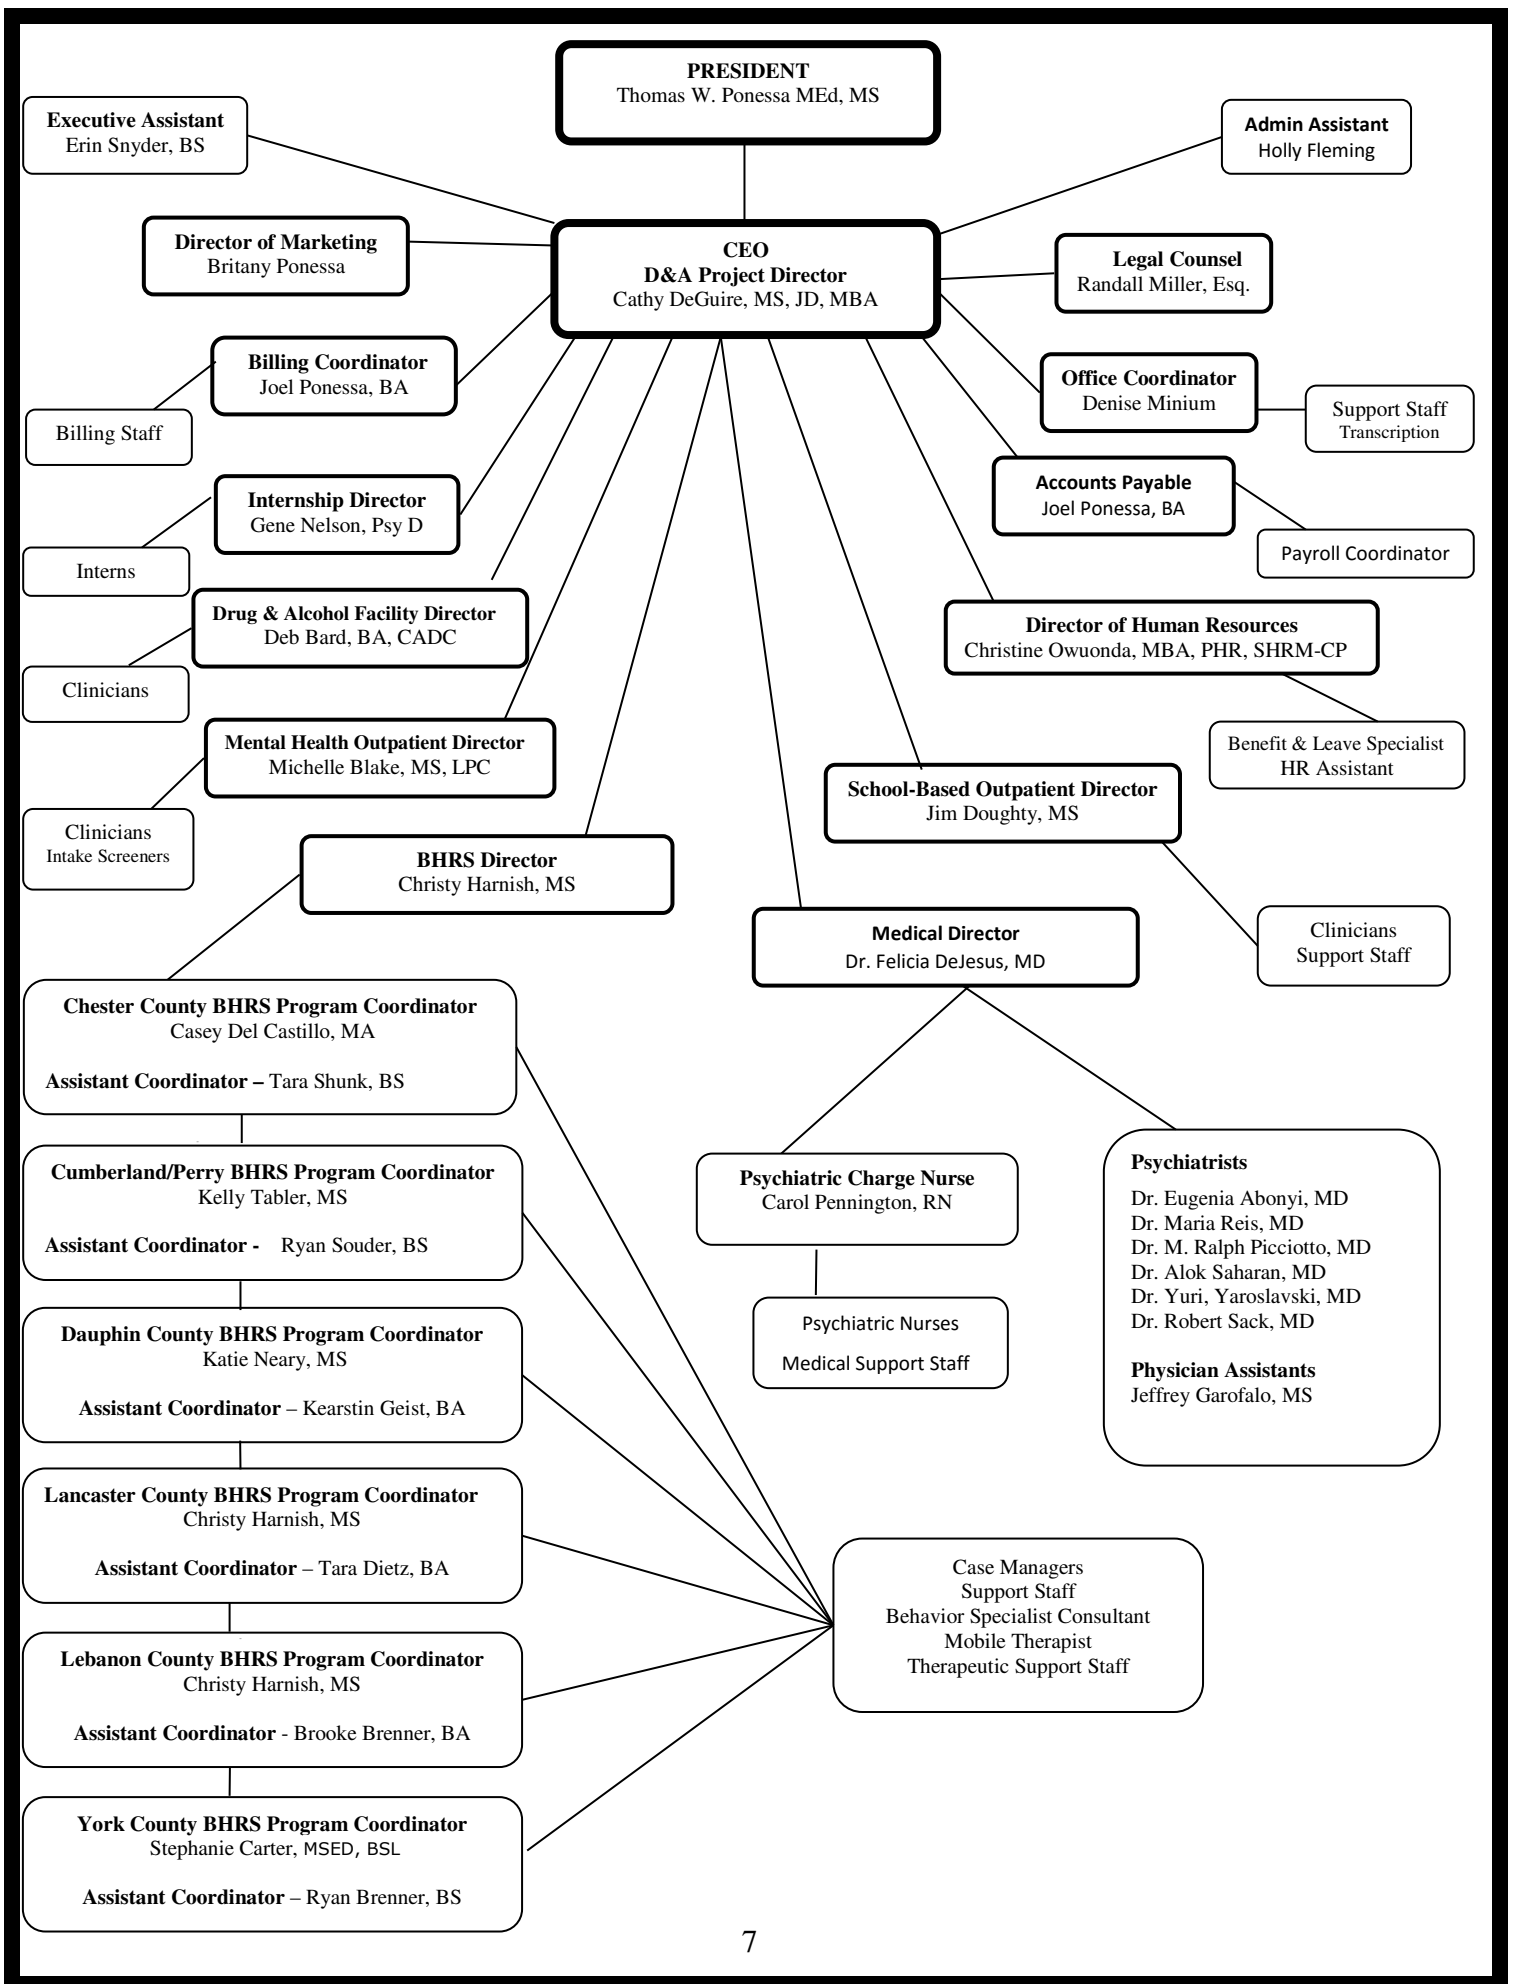 PRESIDENT
Thomas W. Ponessa MEd, MS
Executive Assistant
Erin Snyder, BS
Admin Assistant
Holly Fleming
Director of Marketing
Britany Ponessa
CEO
D&A Project Director
Cathy DeGuire, MS, JD, MBA
Legal Counsel
Randall Miller, Esq.
Billing Coordinator
Joel Ponessa, BA
Office Coordinator
Denise Minium
Billing Staff
Support Staff
Transcription
Internship Director
Gene Nelson, Psy D
Accounts Payable
Joel Ponessa, BA
Interns
Payroll Coordinator
Drug & Alcohol Facility Director
Deb Bard, BA, CADC
Director of Human Resources
Christine Owuonda, MBA, PHR, SHRM-CP
Clinicians
Mental Health Outpatient Director
Michelle Blake, MS, LPC
Benefit & Leave Specialist
HR Assistant
School-Based Outpatient Director
Jim Doughty, MS
Clinicians
Intake Screeners
BHRS Director
Christy Harnish, MS
Medical Director
Dr. Felicia DeJesus, MD
Clinicians
Support Staff
Chester County BHRS Program Coordinator
Casey Del Castillo, MA
Assistant Coordinator – Tara Shunk, BS
Cumberland/Perry BHRS Program Coordinator
Kelly Tabler, MS
Assistant Coordinator - Ryan Souder, BS
Psychiatric Charge Nurse
Carol Pennington, RN
Psychiatric Nurses
Medical Support Staff
Psychiatrists
Dr. Eugenia Abonyi, MD
Dr. Maria Reis, MD
Dr. M. Ralph Picciotto, MD
Dr. Alok Saharan, MD
Dr. Yuri, Yaroslavski, MD
Dr. Robert Sack, MD
Physician Assistants
Jeffrey Garofalo, MS
Dauphin County BHRS Program Coordinator
Katie Neary, MS
Assistant Coordinator – Kearstin Geist, BA
Lancaster County BHRS Program Coordinator
Christy Harnish, MS
Assistant Coordinator – Tara Dietz, BA
Case Managers
Support Staff
Behavior Specialist Consultant
Mobile Therapist
Therapeutic Support Staff
Lebanon County BHRS Program Coordinator
Christy Harnish, MS
Assistant Coordinator - Brooke Brenner, BA
York County BHRS Program Coordinator
Stephanie Carter, MSED, BSL
Assistant Coordinator – Ryan Brenner, BS
7